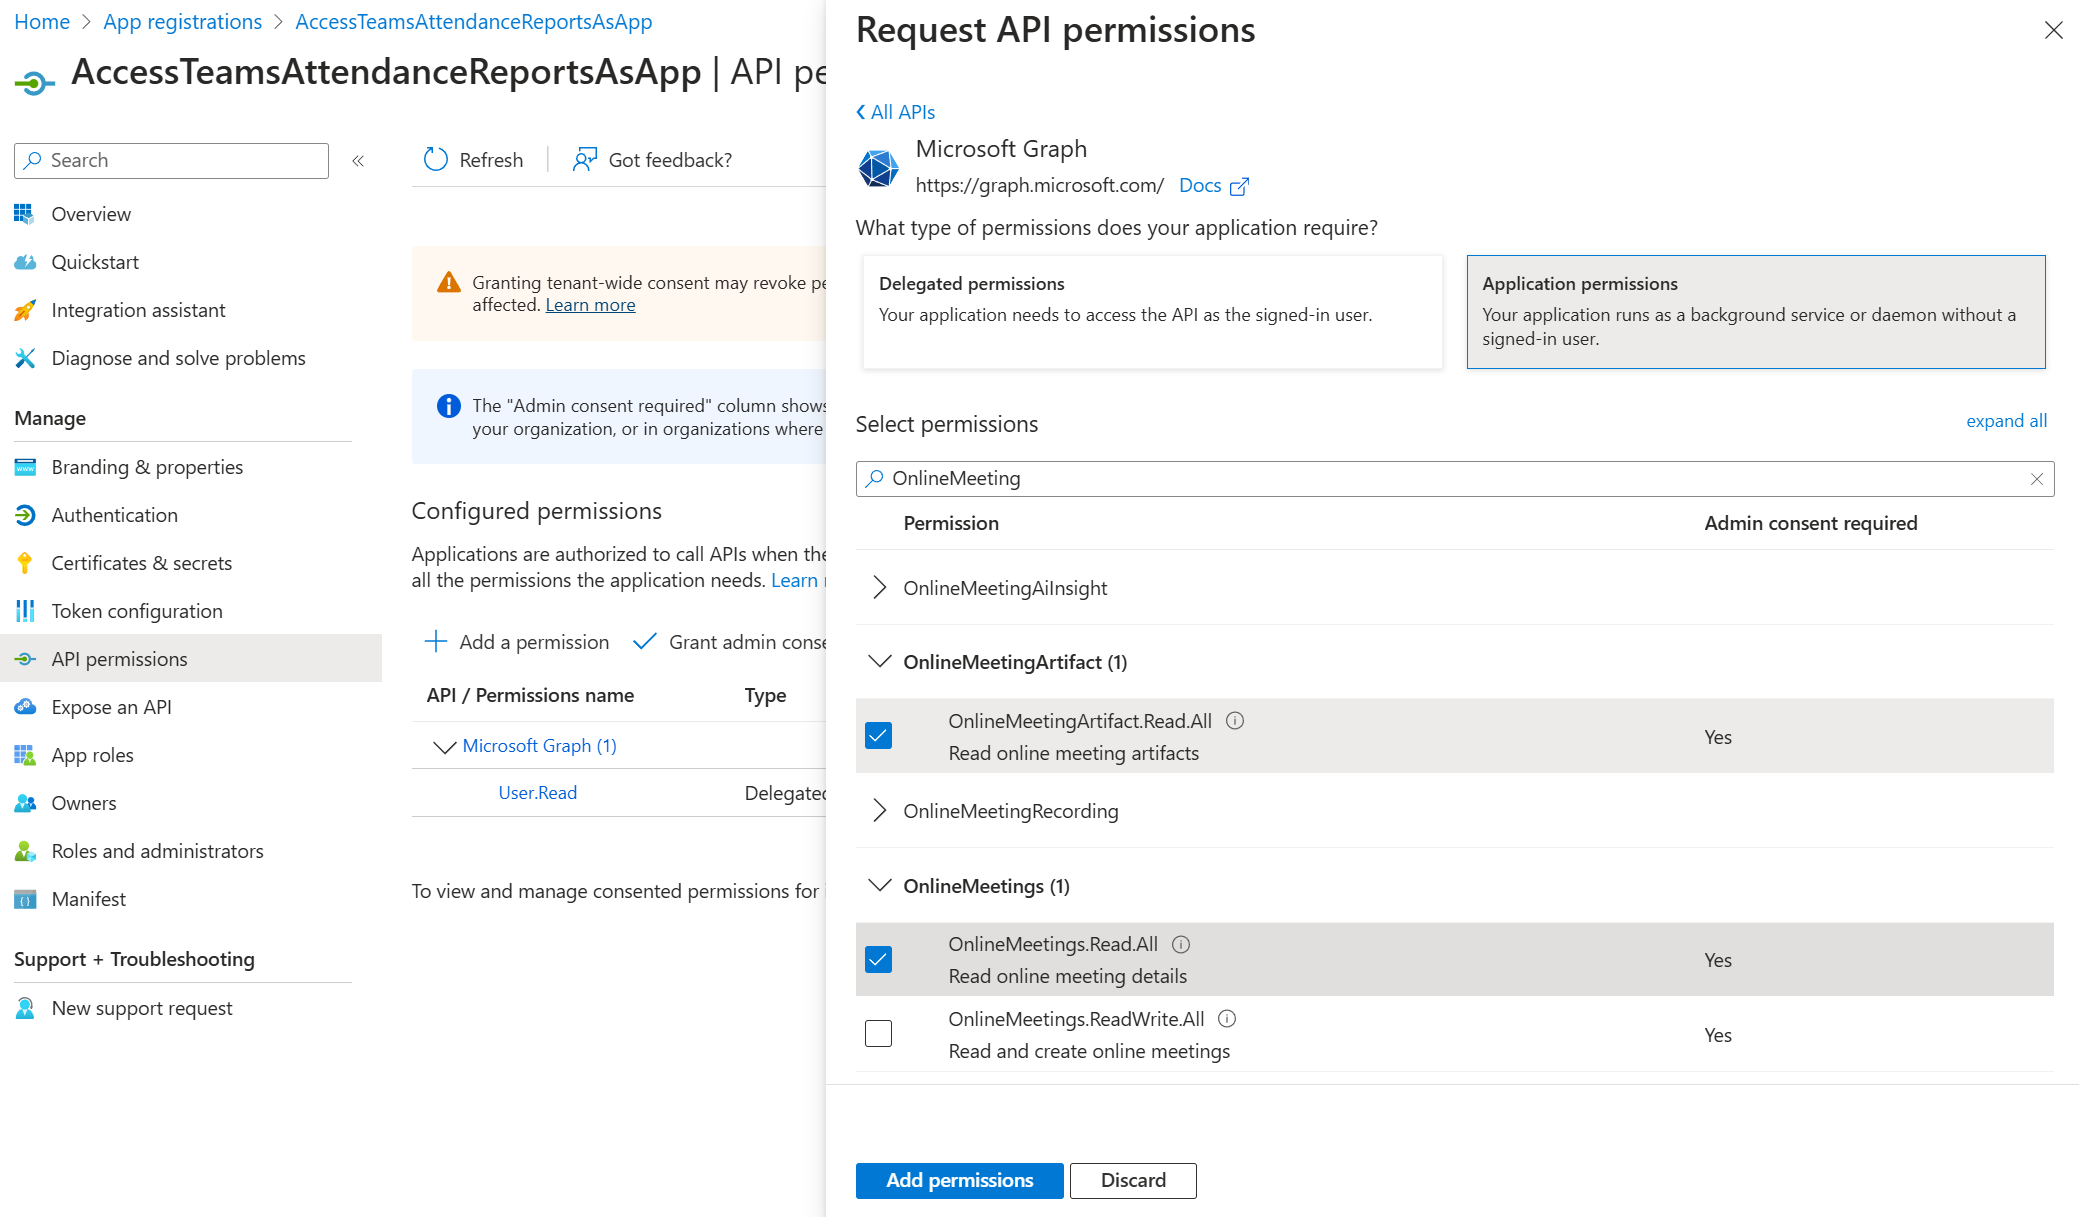 Home > App registrations > AccessTeamsAttendanceReportsAsApp
AccessTeamsAttendanceReportsAsApp | API pe
Search
«
Overview
Quickstart
Integration assistant
Diagnose and solve problems
Manage
Branding & properties
Authentication
Certificates & secrets
Token configuration
API permissions
Expose an API
App roles
Owners
Roles and administrators
Manifest
Support + Troubleshooting
New support request
Refresh | Got feedback?
Granting tenant-wide consent may revoke pe
affected. Learn more
The "Admin consent required" column shows
your organization, or in organizations where
Configured permissions
Applications are authorized to call APIs when the
all the permissions the application needs. Learn
Add a permission Grant admin conse
API / Permissions name Type
Microsoft Graph (1)
User.Read Delegated
To view and manage consented permissions for
Request API permissions
All APIs
Microsoft Graph
https://graph.microsoft.com/ Docs
What type of permissions does your application require?
Delegated permissions
Your application needs to access the API as the signed-in user.
Application permissions
Your application runs as a background service or daemon without a
signed-in user.
Select permissions
expand all
OnlineMeeting
Permission Admin consent required
OnlineMeetingAiInsight
OnlineMeetingArtifact (1)
OnlineMeetingArtifact.Read.All
Read online meeting artifacts
Yes
OnlineMeetingRecording
OnlineMeetings (1)
OnlineMeetings.Read.All
Read online meeting details
Yes
OnlineMeetings.ReadWrite.All
Read and create online meetings
Yes
Add permissions Discard